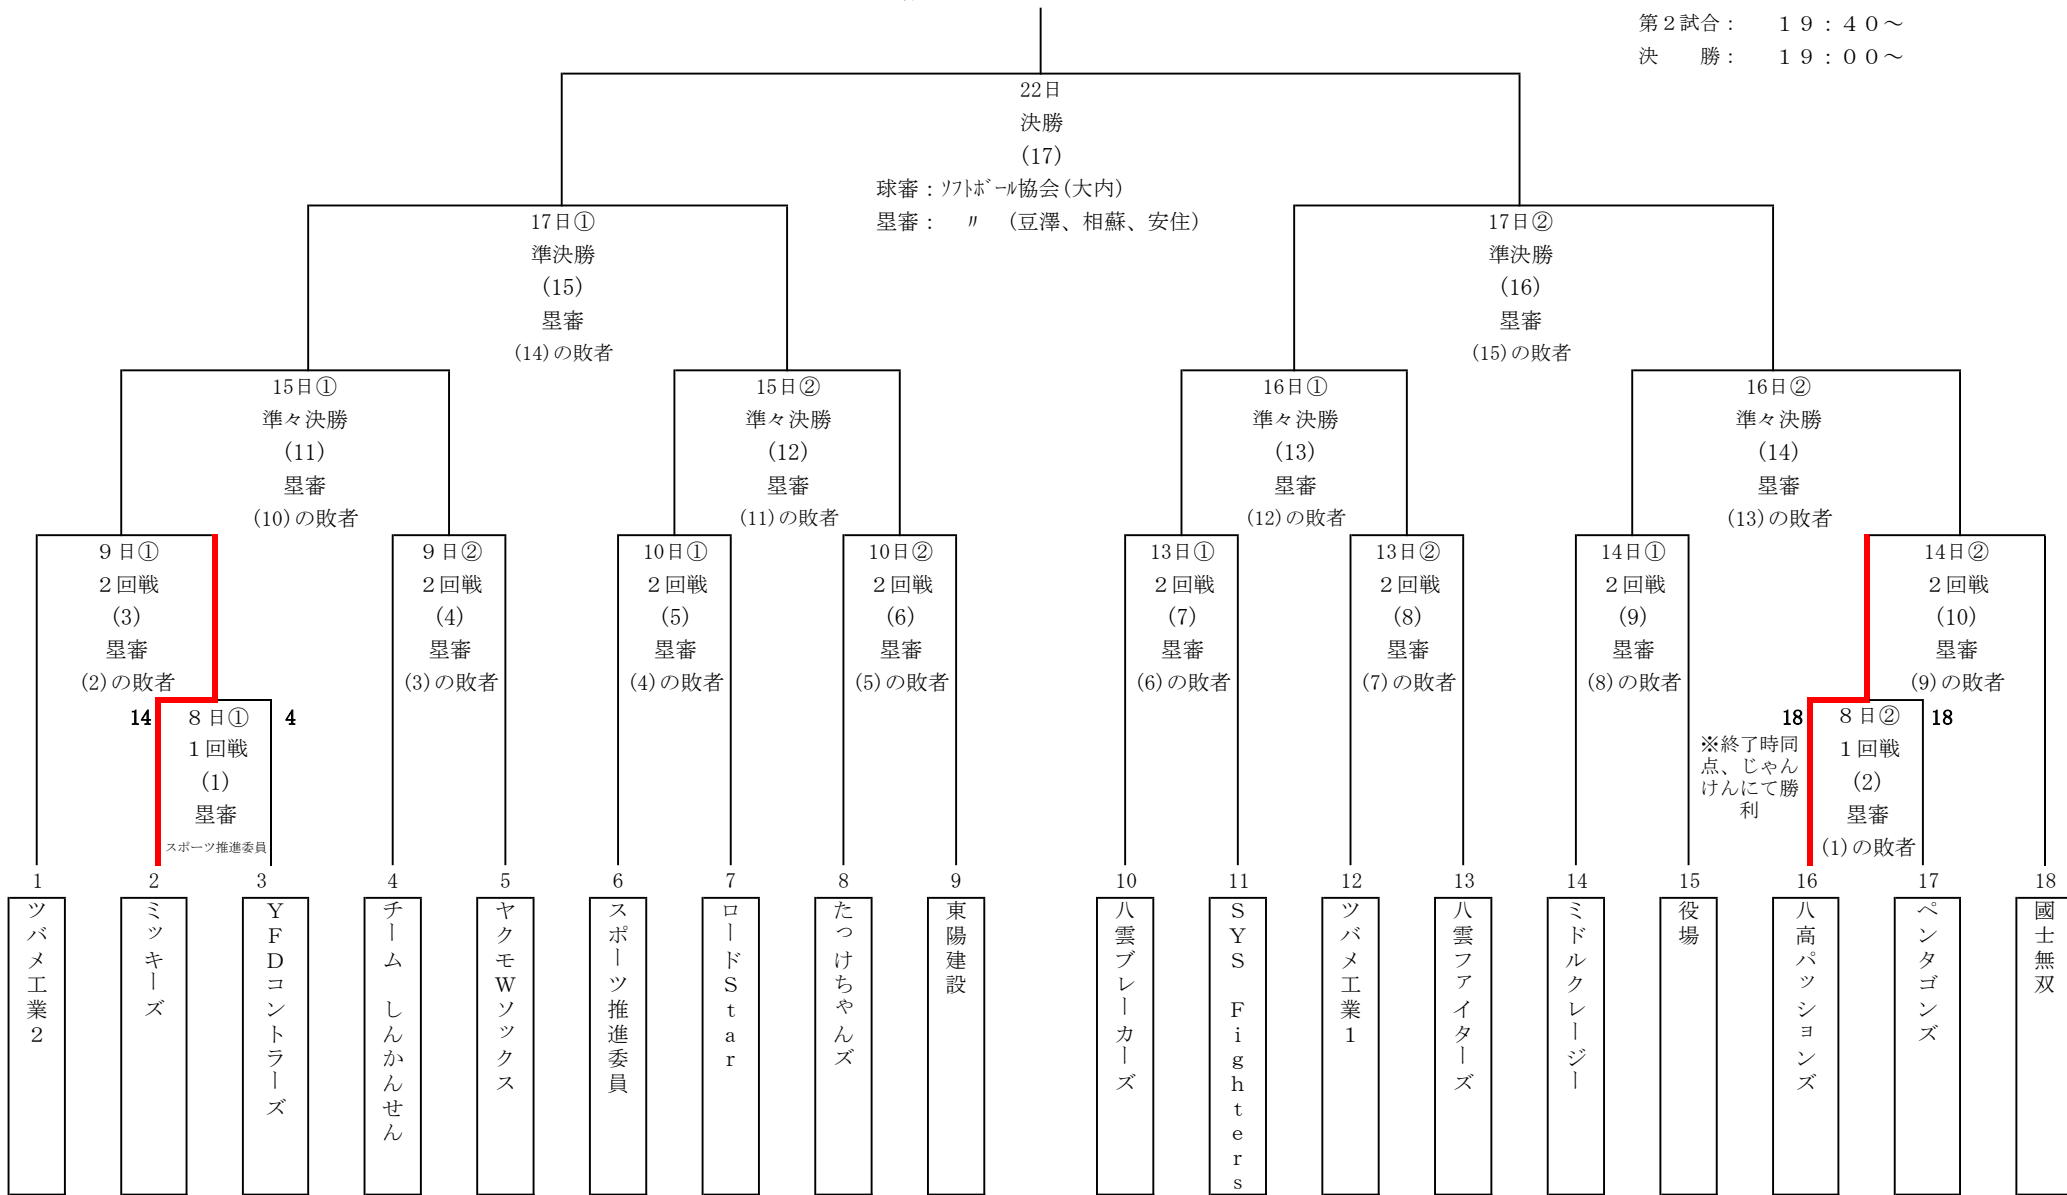 第２試合： １９：４０～
決　勝： １９：００～
22日
決勝
(17)
球審：ｿﾌﾄﾎﾞｰﾙ協会(大内)
塁審： 〃 （豆澤、相蘇、安住）
17日①
準決勝
(15)
塁審
(14)の敗者
17日②
準決勝
(16)
塁審
(15)の敗者
15日①
準々決勝
(11)
塁審
(10)の敗者
15日②
準々決勝
(12)
塁審
(11)の敗者
16日①
準々決勝
(13)
塁審
(12)の敗者
16日②
準々決勝
(14)
塁審
(13)の敗者
９日①
２回戦
(3)
塁審
(2)の敗者
９日②
２回戦
(4)
塁審
(3)の敗者
10日①
２回戦
(5)
塁審
(4)の敗者
10日②
２回戦
(6)
塁審
(5)の敗者
13日①
２回戦
(7)
塁審
(6)の敗者
13日②
２回戦
(8)
塁審
(7)の敗者
14日①
２回戦
(9)
塁審
(8)の敗者
14日②
２回戦
(10)
塁審
(9)の敗者
14
８日①
１回戦
(1)
塁審
スポーツ推進委員
4
18
※終了時同
点、じゃん
けんにて勝
利
８日②
１回戦
(2)
塁審
(1)の敗者
18
1
ツバメ工業２
2
ミッキーズ
3
ＹＦＤコントラーズ
4
チーム　しんかんせん
5
ヤクモＷソックス
6
スポーツ推進委員
7
ロードＳｔａｒ
8
たっけちゃんズ
9
東陽建設
10
八雲ブレーカーズ
11
ＳＹＳ　Ｆｉｇｈｔｅｒｓ
12
ツバメ工業１
13
八雲ファイターズ
14
ミドルクレージー
15
役場
16
八高パッションズ
17
ペンタゴンズ
18
國士無双